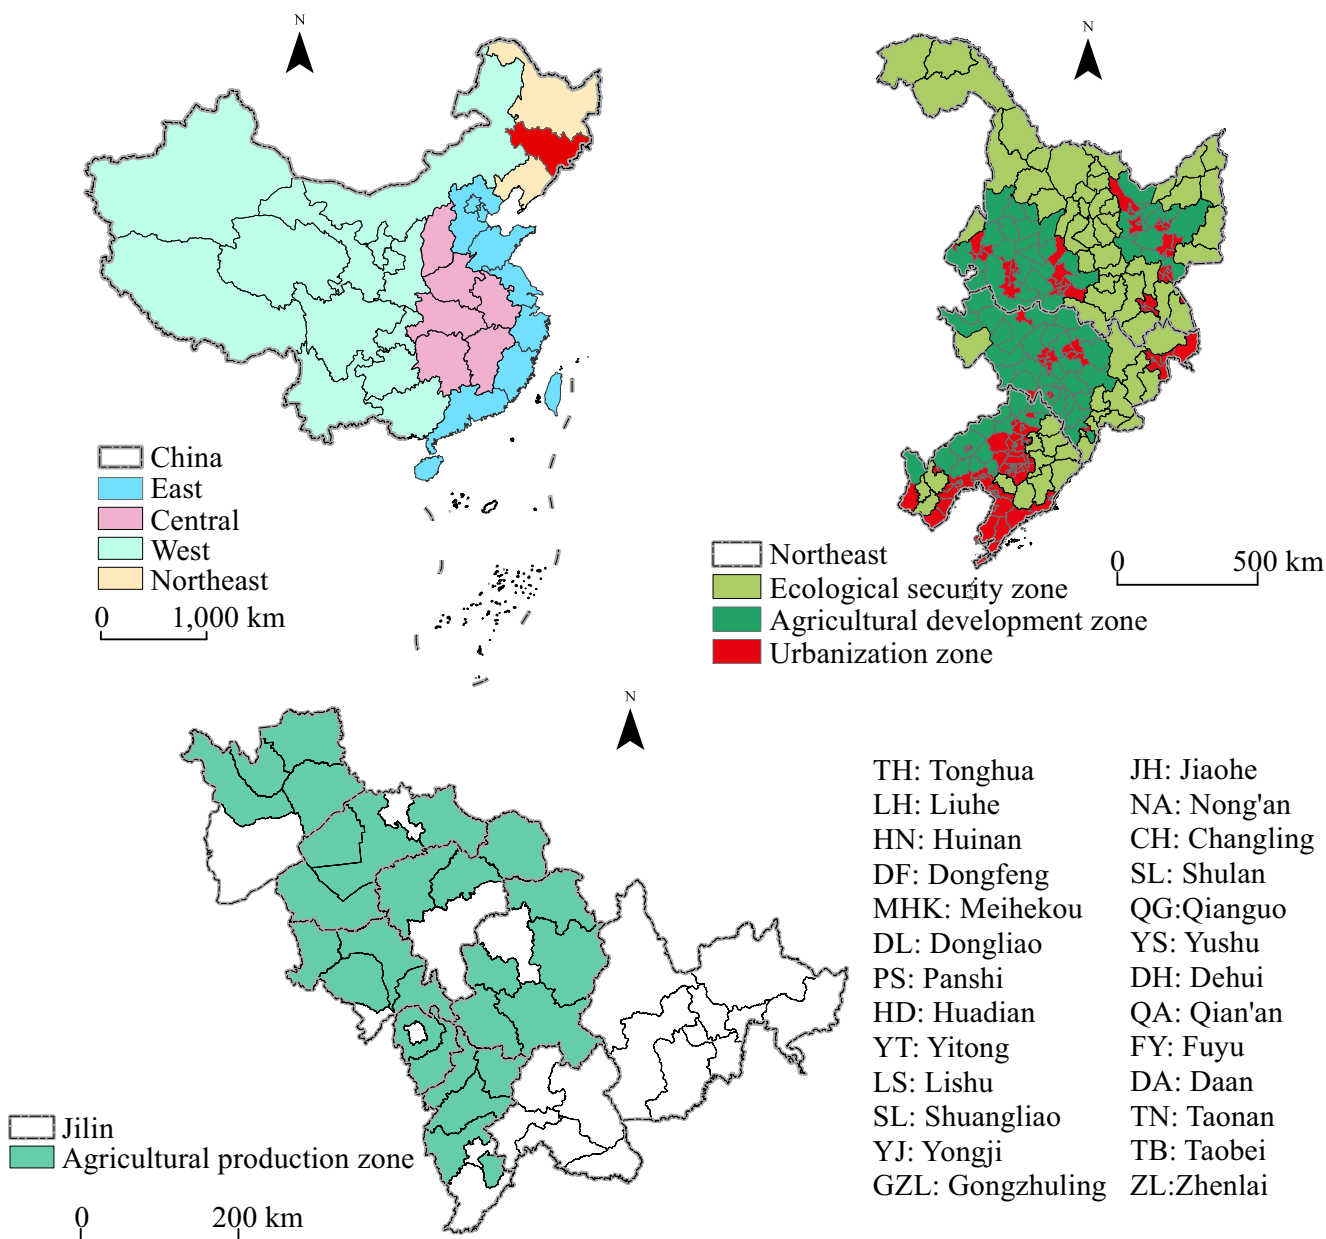 N
China
East
Central
West
Northeast
0 1,000 km
N
Northeast
Ecological security zone
Agricultural development zone
Urbanization zone
0 500 km
N
Jilin
Agricultural production zone
0 200 km
TH: Tonghua
LH: Liuhe
HN: Huinan
DF: Dongfeng
MHK: Meihekou
DL: Dongliao
PS: Panshi
HD: Huadian
YT: Yitong
LS: Lishu
SL: Shuangliao
YJ: Yongji
GZL: Gongzhuling
JH: Jiaohe
NA: Nong'an
CH: Changling
SL: Shulan
QG:Qianguo
YS: Yushu
DH: Dehui
QA: Qian'an
FY: Fuyu
DA: Daan
TN: Taonan
TB: Taobei
ZL:Zhenlai